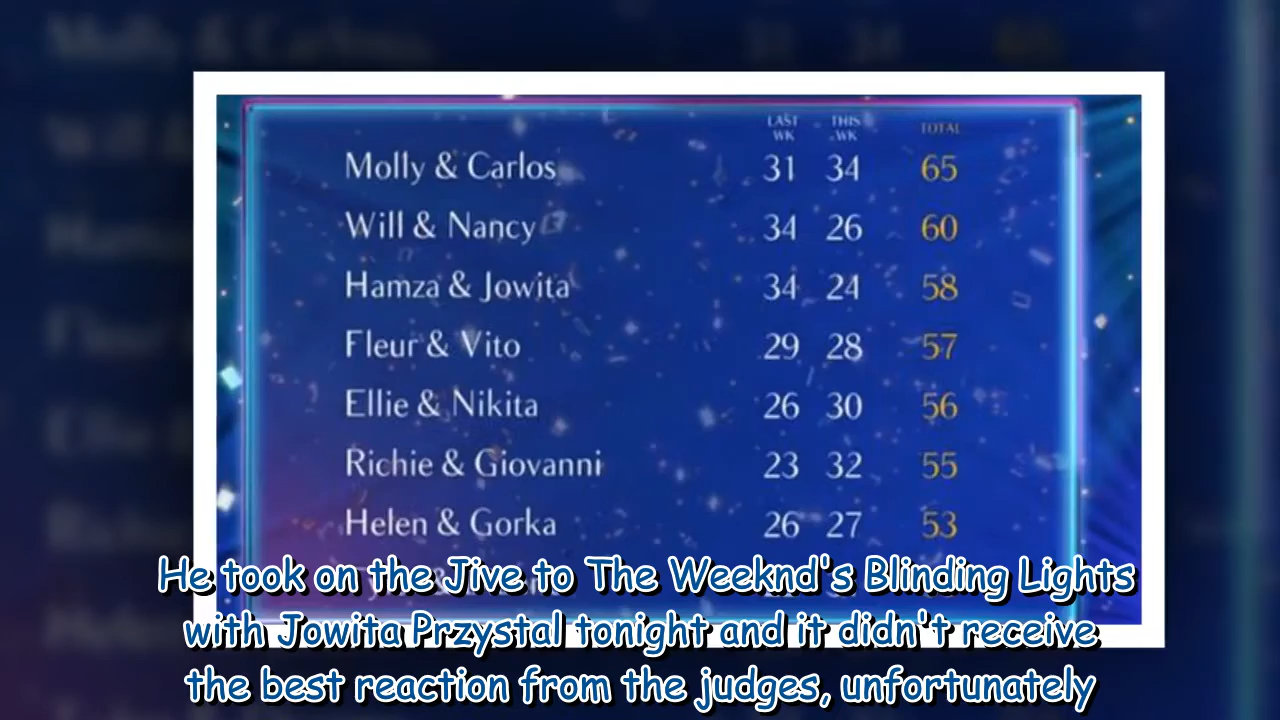 LAST THIS TOTAL
WK WK
Molly & Carlos 31 34 65
Will & Nancy 34 26 60
Hamza & Jowita 34 24 58
Fleur & Vito 29 28 57
Ellie & Nikita 26 30 56
Richie & Giovanni 23 32 55
Helen & Gorka 26 27 53
He took on the Jive to The Weeknd's Blinding Lights
with Jowita Przystal tonight and it didn't receive
the best reaction from the judges, unfortunately